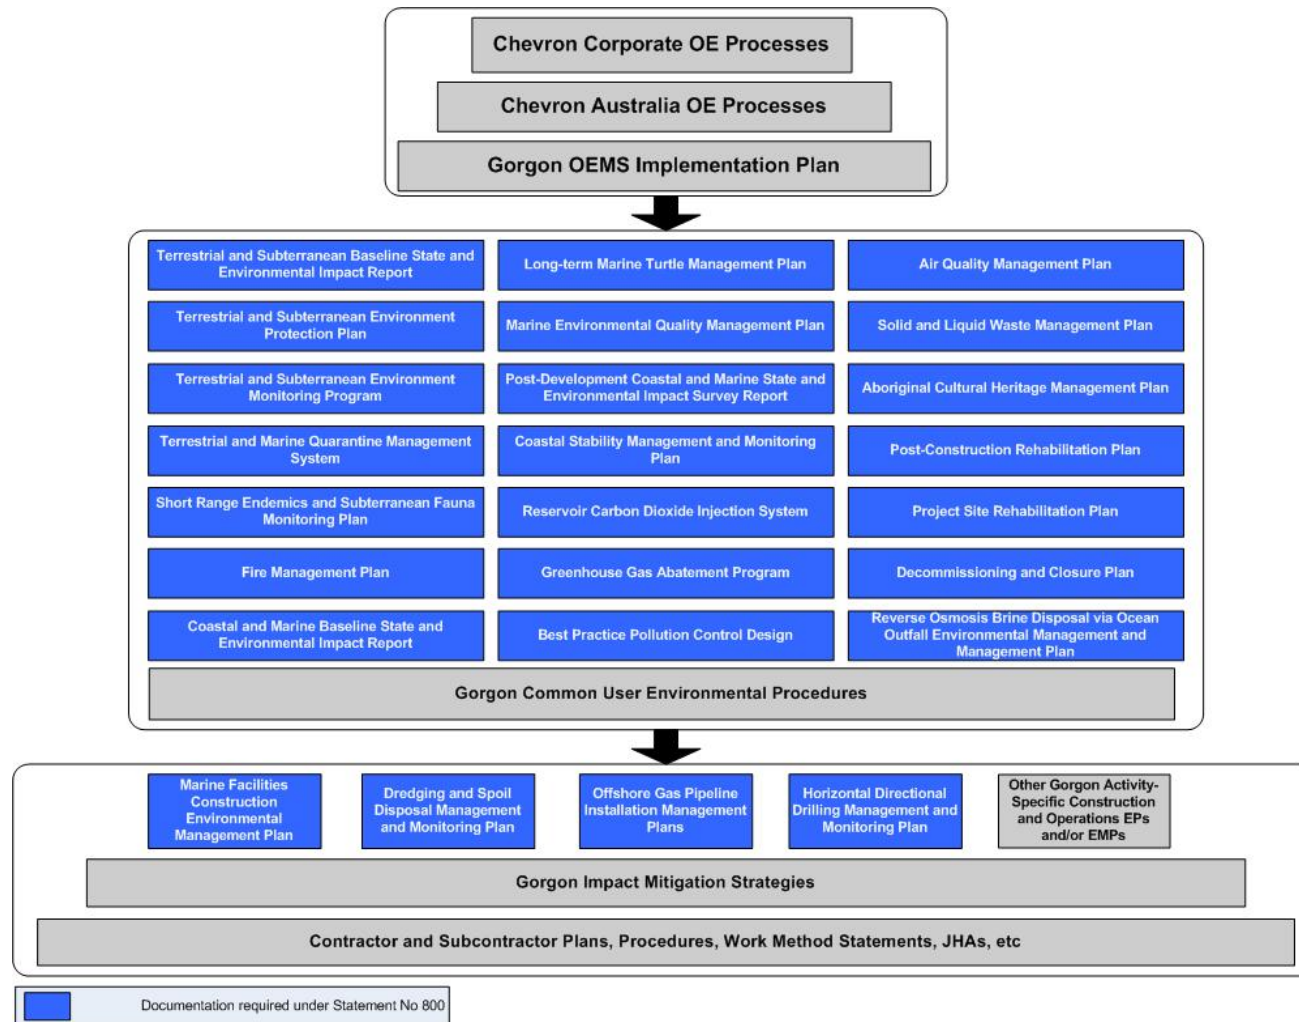 Chevron Corporate OE Processes
Chevron Australia OE Processes
Gorgon OEMS Implementation Plan
Terrestrial and Subterranean Baseline State and
Environmental Impact Report
Long-term Marine Turtle Management Plan
Air Quality Management Plan
Terrestrial and Subterranean Environment
Protection Plan
Marine Environmental Quality Management Plan
Solid and Liquid Waste Management Plan
Terrestrial and Subterranean Environment
Monitoring Program
Post-Development Coastal and Marine State and
Environmental Impact Survey Report
Aboriginal Cultural Heritage Management Plan
Terrestrial and Marine Quarantine Management
System
Coastal Stability Management and Monitoring
Plan
Post-Construction Rehabilitation Plan
Short Range Endemics and Subterranean Fauna
Monitoring Plan
Reservoir Carbon Dioxide Injection System
Project Site Rehabilitation Plan
Fire Management Plan
Greenhouse Gas Abatement Program
Decommissioning and Closure Plan
Coastal and Marine Baseline State and
Environmental Impact Report
Best Practice Pollution Control Design
Reverse Osmosis Brine Disposal via Ocean
Outfall Environmental Management and
Management Plan
Gorgon Common User Environmental Procedures
Marine Facilities
Construction
Environmental
Management Plan
Dredging and Spoil
Disposal Management
and Monitoring Plan
Offshore Gas Pipeline
Installation Management
Plans
Horizontal Directional
Drilling Management and
Monitoring Plan
Other Gorgon Activity-
Specific Construction
and Operations EPs
and/or EMPs
Gorgon Impact Mitigation Strategies
Contractor and Subcontractor Plans, Procedures, Work Method Statements, JHAs, etc
Documentation required under Statement No 800